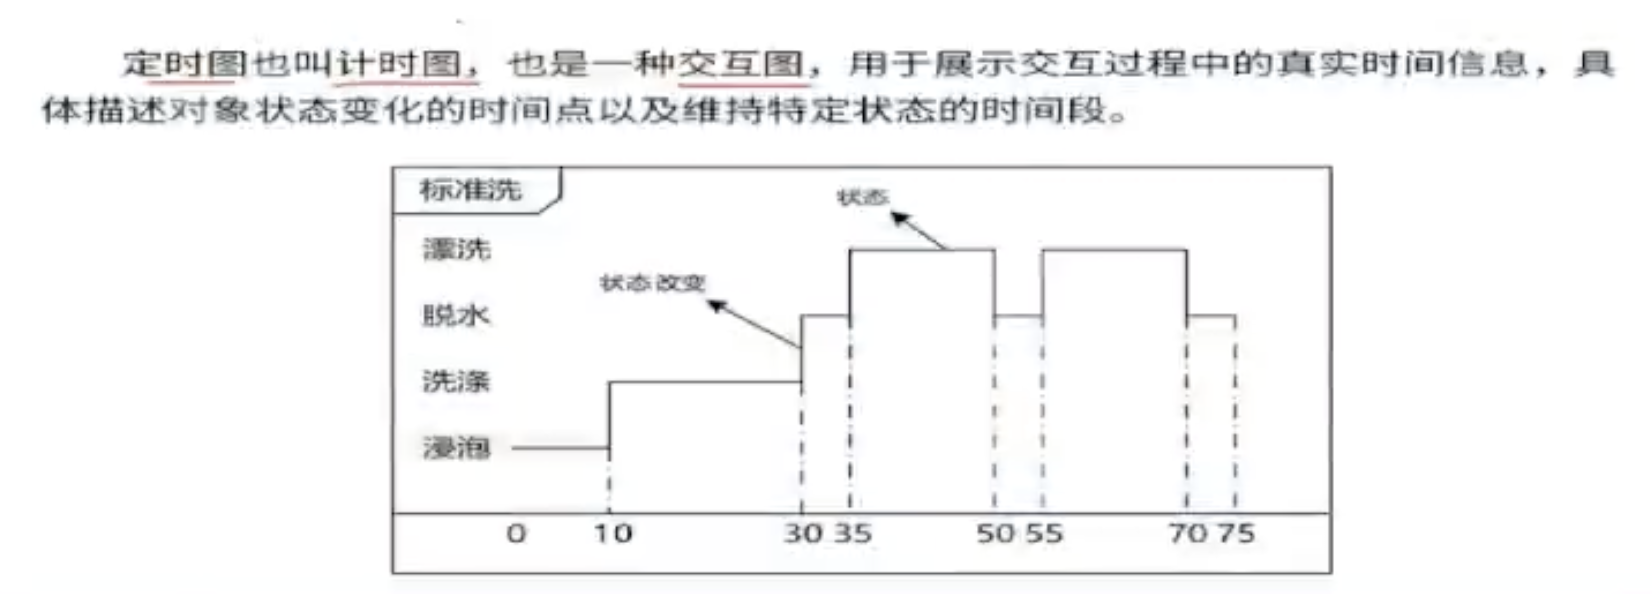 定时图也叫计时图，也是一种交互图，用于展示交互过程中的真实时间信息，具
体描述对象状态变化的时间点以及维持特定状态的时间段。
标准洗
状态
漂洗
状态改变
脱水
洗涤
浸泡
0 10 30 35 50 55 70 75